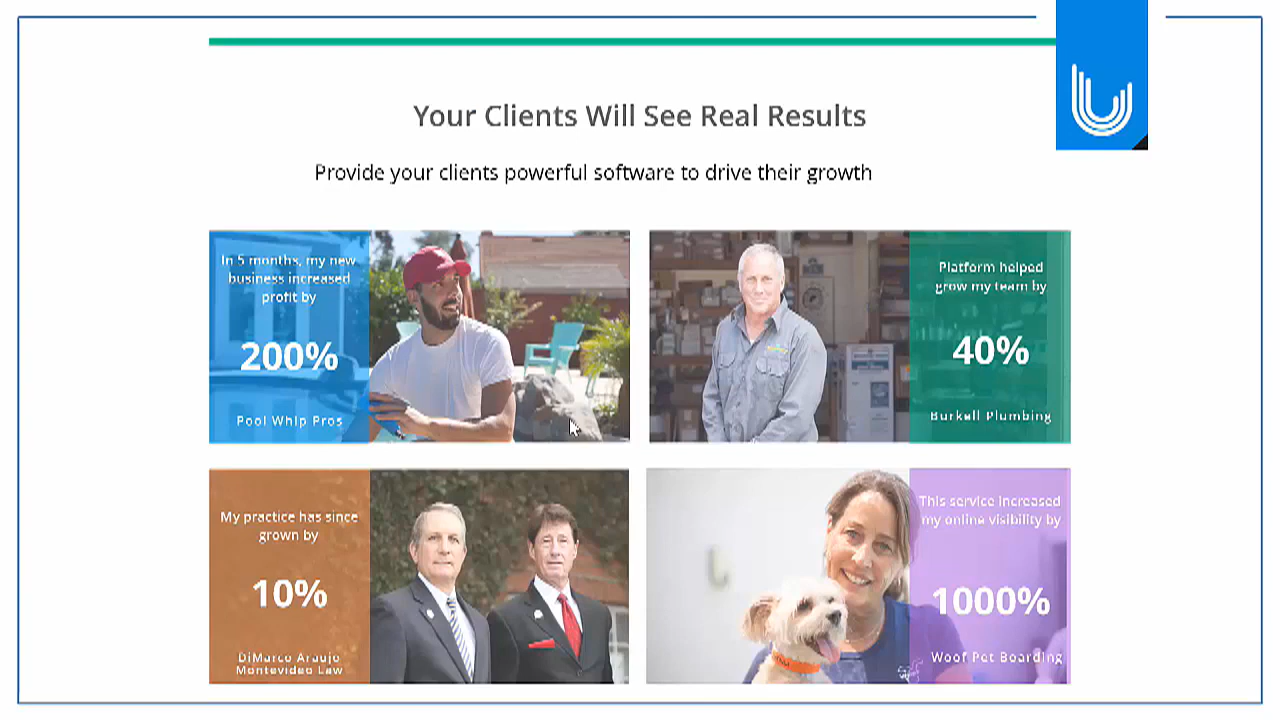 Your Clients Will See Real Results
Provide your clients powerful software to drive their growth
In 5 months, my new
business increased
profit by
200%
Pool Whip Pros
Platform helped
grow my team by
40%
Burkell Plumbing
My practice has since
grown by
10%
DiMarco Araujo
Montevideo Law
This service increased
my online visibility by
1000%
Woof Pet Boarding